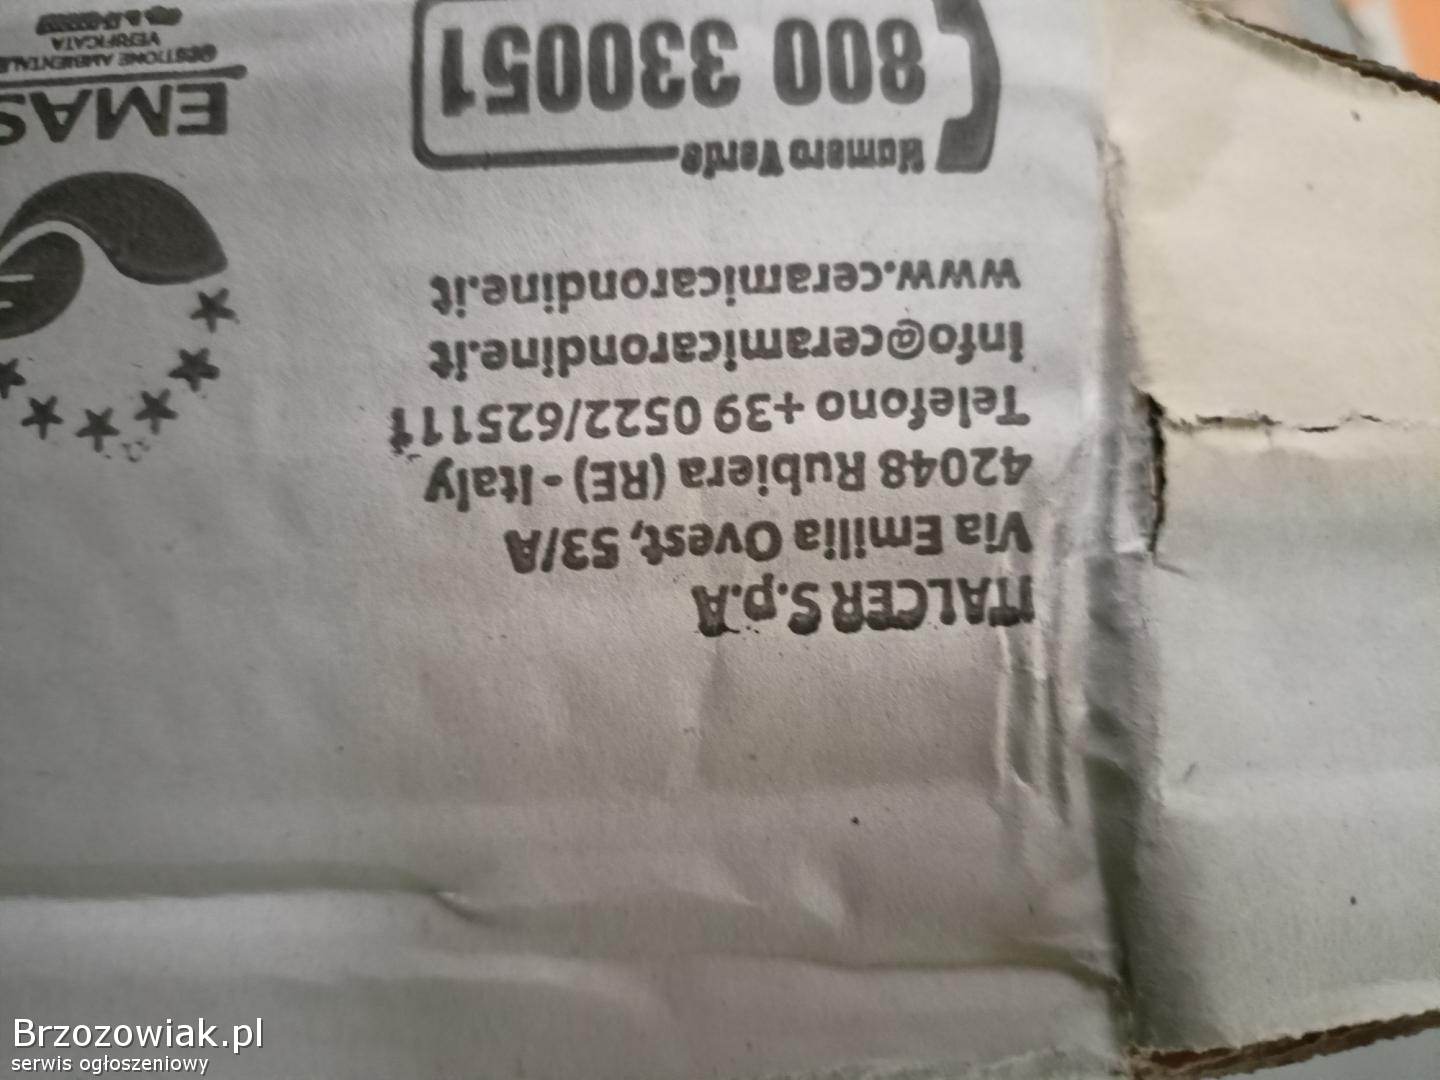 ITALCER S.p.A
Via Emilia Ovest, 53/A
42048 Rubiera (RE) - Italy
Telefono +39 0522/625111
info@ceramicarondine.it
www.ceramicarondine.it
Numero Verde
800 330051
EMAS
GESTIONE AMBIENTALE
VERIFICATA
Brzozowiak.pl
serwis ogłoszeniowy